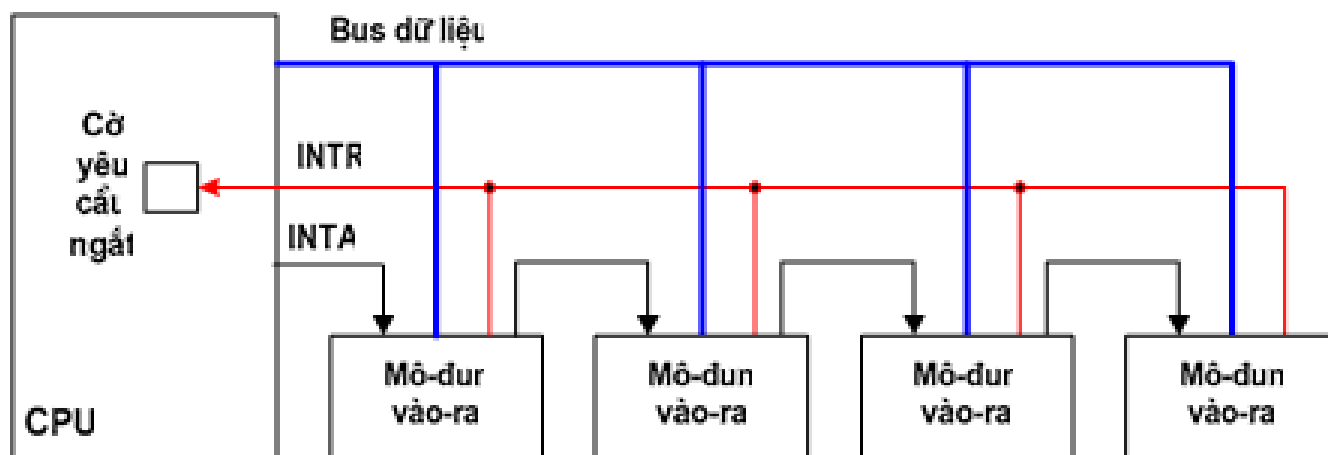 Bus dữ liệu
Cờ
yêu
cầu
ngắt
INTR
INTA
CPU
Mô-đun
vào-ra
Mô-đun
vào-ra
Mô-đun
vào-ra
Mô-đun
vào-ra